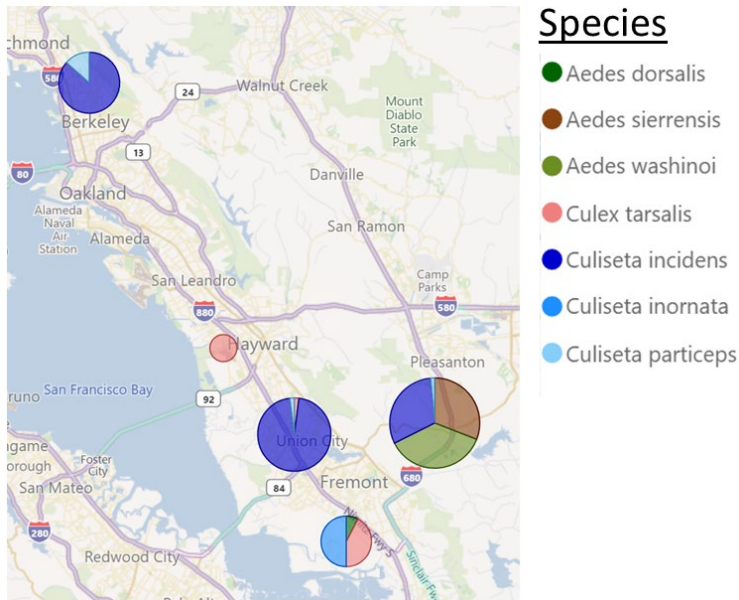 Species
Aedes dorsalis
Aedes sierrensis
Aedes washinoi
Culex tarsalis
Culiseta incidens
Culiseta inornata
Culiseta particeps
chmond
580
Berkeley
24
Walnut Creek
Mount
Diablo
State
Park
13
80
Oakland
Alameda
Naval
Air
Station
Alameda
Danville
San Ramon
San Leandro
Camp
Parks
880
580
Hayward
Pleasanton
San Francisco Bay
92
runo
Union City
ngame
orough
Foster
City
San Mateo
84
Fremont
680
280
Redwood City